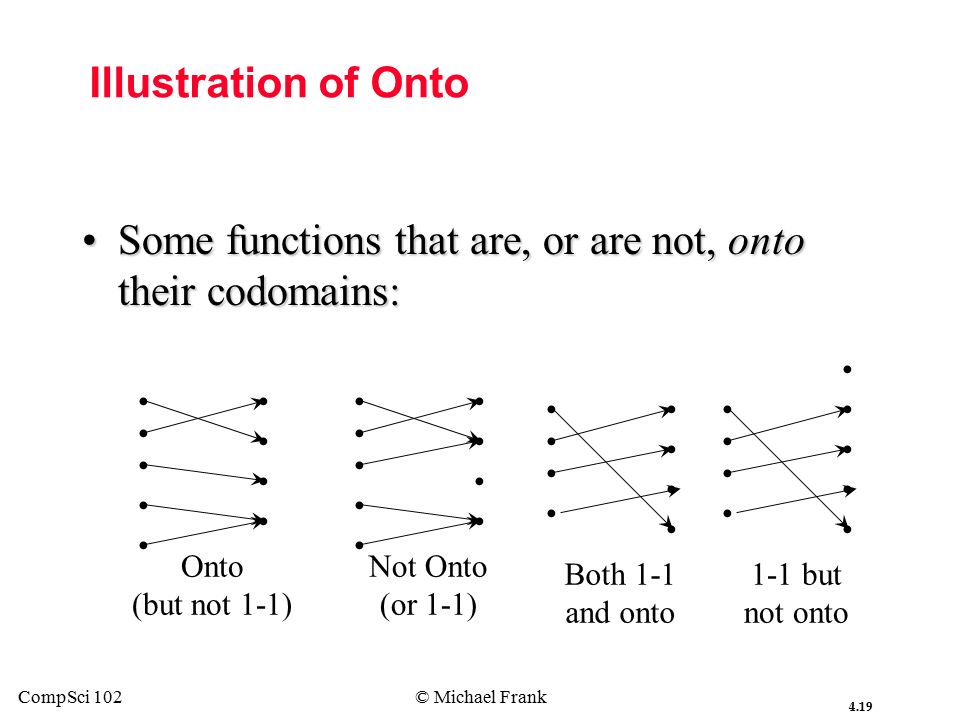 Illustration of Onto
• Some functions that are, or are not, onto
their codomains:
Onto
(but not 1-1)
Not Onto
(or 1-1)
Both 1-1
and onto
1-1 but
not onto
CompSci 102
© Michael Frank
4.19